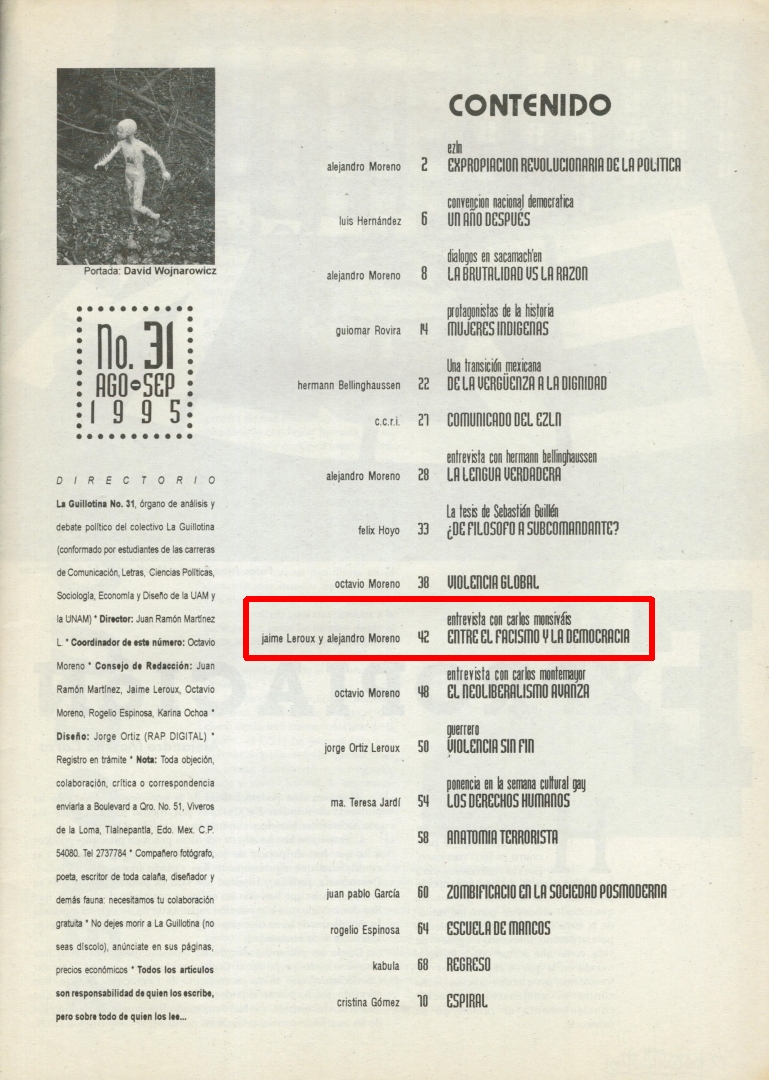 CONTENIDO
ezln
alejandro Moreno 2 EXPROPIACION REVOLUCIONARIA DE LA POLITICA
convencion nacional democratica
luis Hernández 6 UN AÑO DESPUÉS
dialogos en sacamach'en
alejandro Moreno 8 LA BRUTALIDAD VS LA RAZON
protagonistas de la historia
guiomar Rovira 14 MUJERES INDIGENAS
Una transición mexicana
hermann Bellinghaussen 22 DE LA VERGÜENZA A LA DIGNIDAD
c.c.r.i. 27 COMUNICADO DEL EZLN
entrevista con hermann bellinghaussen
alejandro Moreno 28 LA LENGUA VERDADERA
La tesis de Sebastián Guillén
felix Hoyo 33 ¿DE FILOSOFO A SUBCOMANDANTE?
octavio Moreno 38 VIOLENCIA GLOBAL
entrevista con carlos monsiváis
jaime Leroux y alejandro Moreno 42 ENTRE EL FACISMO Y LA DEMOCRACIA
entrevista con carlos montemayor
octavio Moreno 48 EL NEOLIBERALISMO AVANZA
guerrero
jorge Ortiz Leroux 50 VIOLENCIA SIN FIN
ponencia en la semana cultural gay
ma. Teresa Jardí 54 LOS DERECHOS HUMANOS
58 ANATOMIA TERRORISTA
juan pablo García 60 ZOMBIFICACIO EN LA SOCIEDAD POSMODERNA
rogelio Espinosa 64 ESCUELA DE MANCOS
kabula 68 REGRESO
cristina Gómez 70 ESPIRAL
Portada: David Wojnarowicz
No. 31
AGO-SEP
1995
DIRECTORIO
La Guillotina No. 31, órgano de análisis y
debate político del colectivo La Guillotina
(conformado por estudiantes de las carreras
de Comunicación, Letras, Ciencias Políticas,
Sociología, Economía y Diseño de la UAM y
la UNAM) * Director: Juan Ramón Martínez
L. * Coordinador de este número: Octavio
Moreno * Consejo de Redacción: Juan
Ramón Martínez, Jaime Leroux, Octavio
Moreno, Rogelio Espinosa, Karina Ochoa *
Diseño: Jorge Ortiz (RAP DIGITAL) *
Registro en trámite * Nota: Toda objeción,
colaboración, crítica o correspondencia
enviarla a Boulevard a Qro. No. 51, Viveros
de la Loma, Tlalnepantla, Edo. Mex. C.P.
54080. Tel 2737784 * Compañero fotógrafo,
poeta, escritor de toda calaña, diseñador y
demás fauna: necesitamos tu colaboración
gratuita * No dejes morir a La Guillotina (no
seas díscolo), anúnciate en sus páginas,
precios económicos * Todos los artículos
son responsabilidad de quien los escribe,
pero sobre todo de quien los lee...